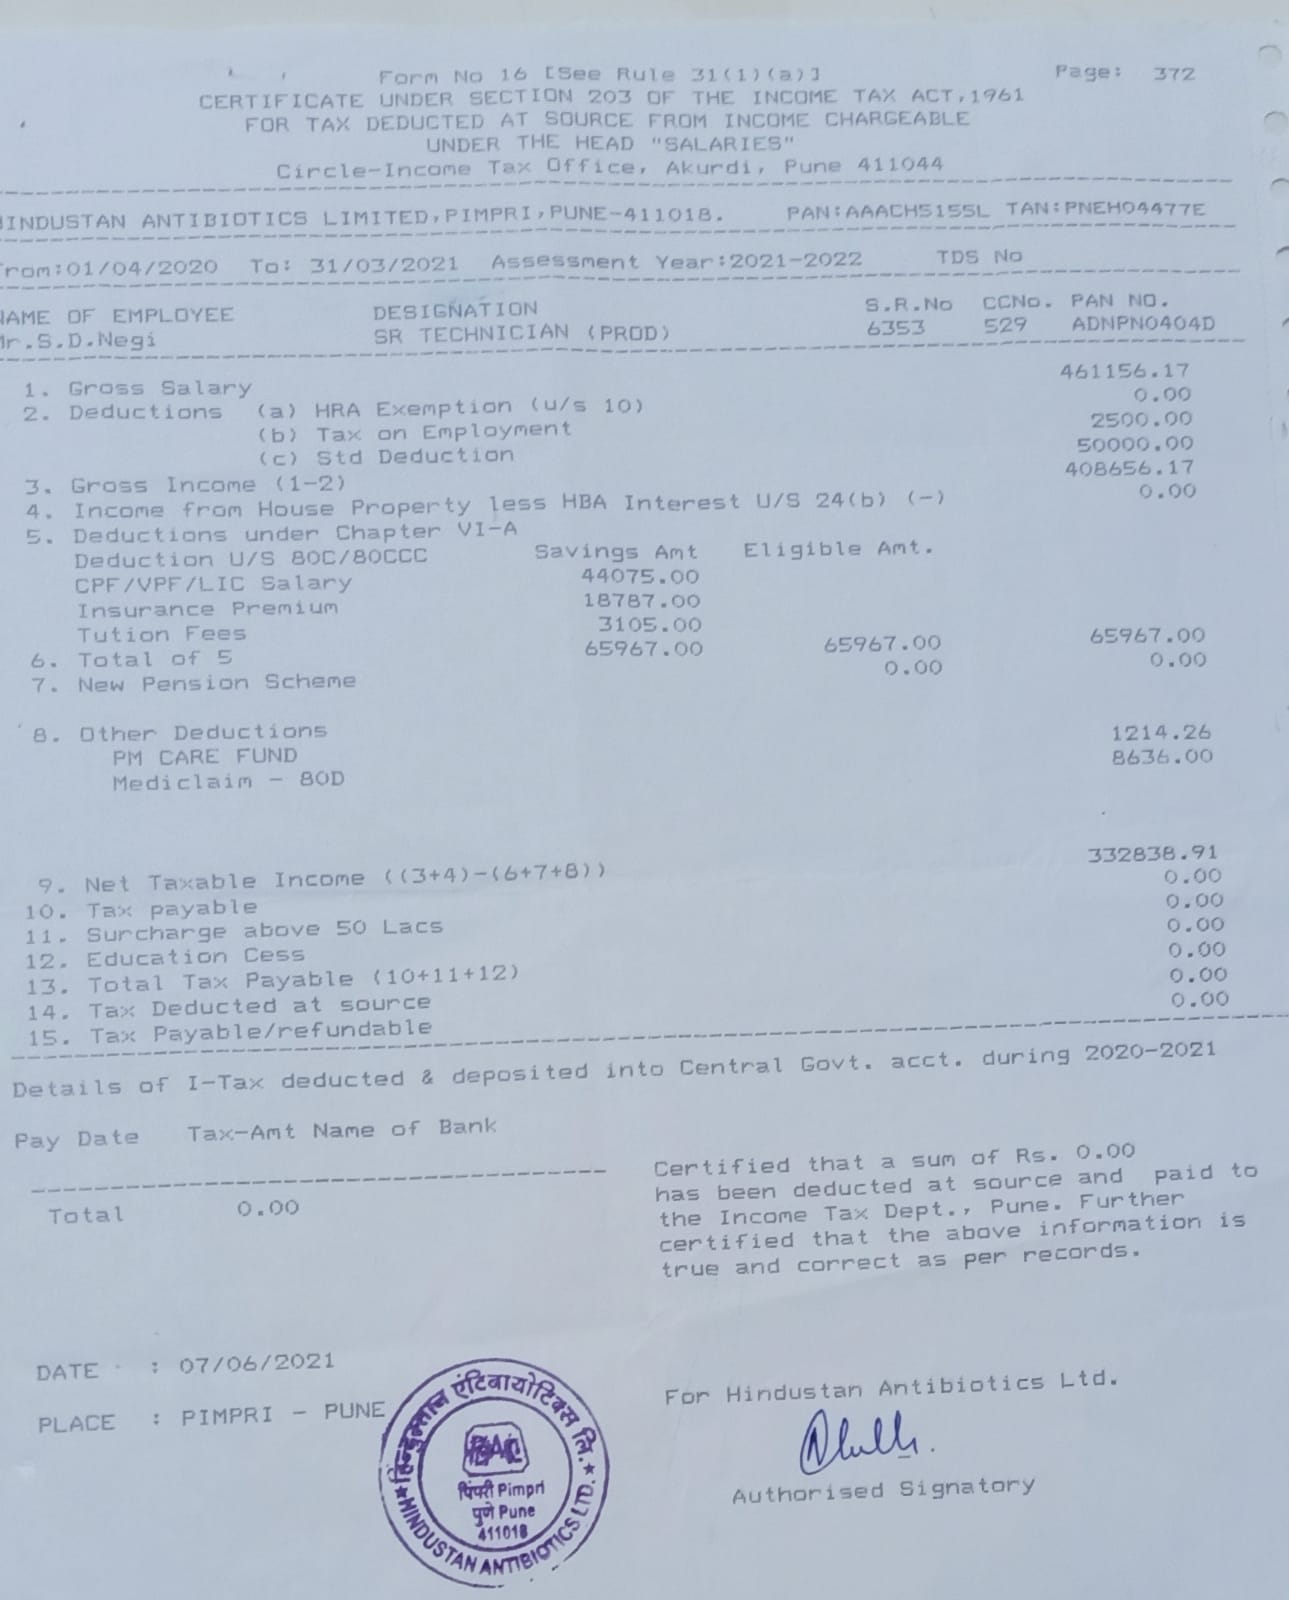 Form No 16 [See Rule 31(1)(a)] Page: 372
CERTIFICATE UNDER SECTION 203 OF THE INCOME TAX ACT,1961
FOR TAX DEDUCTED AT SOURCE FROM INCOME CHARGEABLE
UNDER THE HEAD "SALARIES"
Circle-Income Tax Office, Akurdi, Pune 411044
HINDUSTAN ANTIBIOTICS LIMITED,PIMPRI,PUNE-411018. PAN:AAACH5155L TAN:PNEH04477E
From:01/04/2020 To: 31/03/2021 Assessment Year:2021-2022 TDS No
NAME OF EMPLOYEE DESIGNATION S.R.No CCNo. PAN NO.
Mr.S.D.Negi SR TECHNICIAN (PROD) 6353 529 ADNPN0404D
1. Gross Salary 461156.17
2. Deductions (a) HRA Exemption (u/s 10) 0.00
(b) Tax on Employment 2500.00
(c) Std Deduction 50000.00
3. Gross Income (1-2) 408656.17
4. Income from House Property less HBA Interest U/S 24(b) (-) 0.00
5. Deductions under Chapter VI-A
Deduction U/S 80C/80CCC Savings Amt Eligible Amt.
CPF/VPF/LIC Salary 44075.00
Insurance Premium 18787.00
Tution Fees 3105.00
6. Total of 5 65967.00 65967.00 65967.00
7. New Pension Scheme 0.00 0.00
8. Other Deductions
PM CARE FUND 1214.26
Mediclaim - 80D 8636.00
9. Net Taxable Income ((3+4)-(6+7+8)) 332838.91
10. Tax payable 0.00
11. Surcharge above 50 Lacs 0.00
12. Education Cess 0.00
13. Total Tax Payable (10+11+12) 0.00
14. Tax Deducted at source 0.00
15. Tax Payable/refundable 0.00
Details of I-Tax deducted & deposited into Central Govt. acct. during 2020-2021
Pay Date Tax-Amt Name of Bank
Total 0.00
Certified that a sum of Rs. 0.00
has been deducted at source and paid to
the Income Tax Dept., Pune. Further
certified that the above information is
true and correct as per records.
DATE : 07/06/2021
PLACE : PIMPRI - PUNE
For Hindustan Antibiotics Ltd.
Authorised Signatory
हिन्दुस्तान एंटिबायोटिक्स लि.
पिंपरी Pimpri
पुणे Pune
411018
HINDUSTAN ANTIBIOTICS LTD.